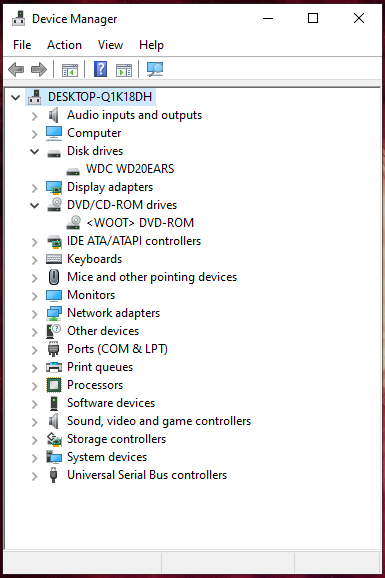 Device Manager
File Action View Help
DESKTOP-Q1K18DH
Audio inputs and outputs
Computer
Disk drives
WDC WD20EARS
Display adapters
DVD/CD-ROM drives
<WOOT> DVD-ROM
IDE ATA/ATAPI controllers
Keyboards
Mice and other pointing devices
Monitors
Network adapters
Other devices
Ports (COM & LPT)
Print queues
Processors
Software devices
Sound, video and game controllers
Storage controllers
System devices
Universal Serial Bus controllers